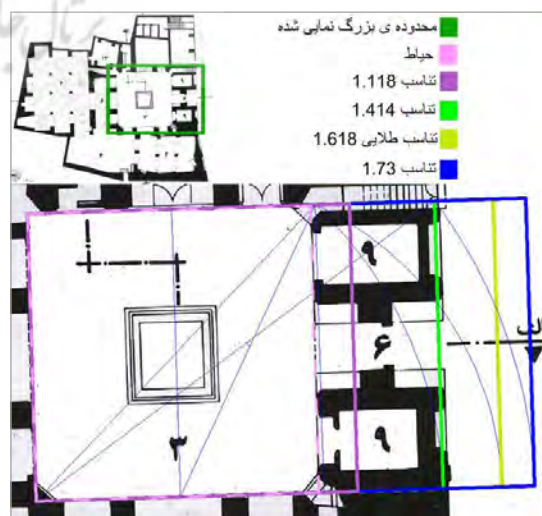 محدوده ی بزرگ نمایی شده
حیاط
تناسب 1.118
تناسب 1.414
تناسب طلایی 1.618
تناسب 1.73
۹
۶
۹
۳